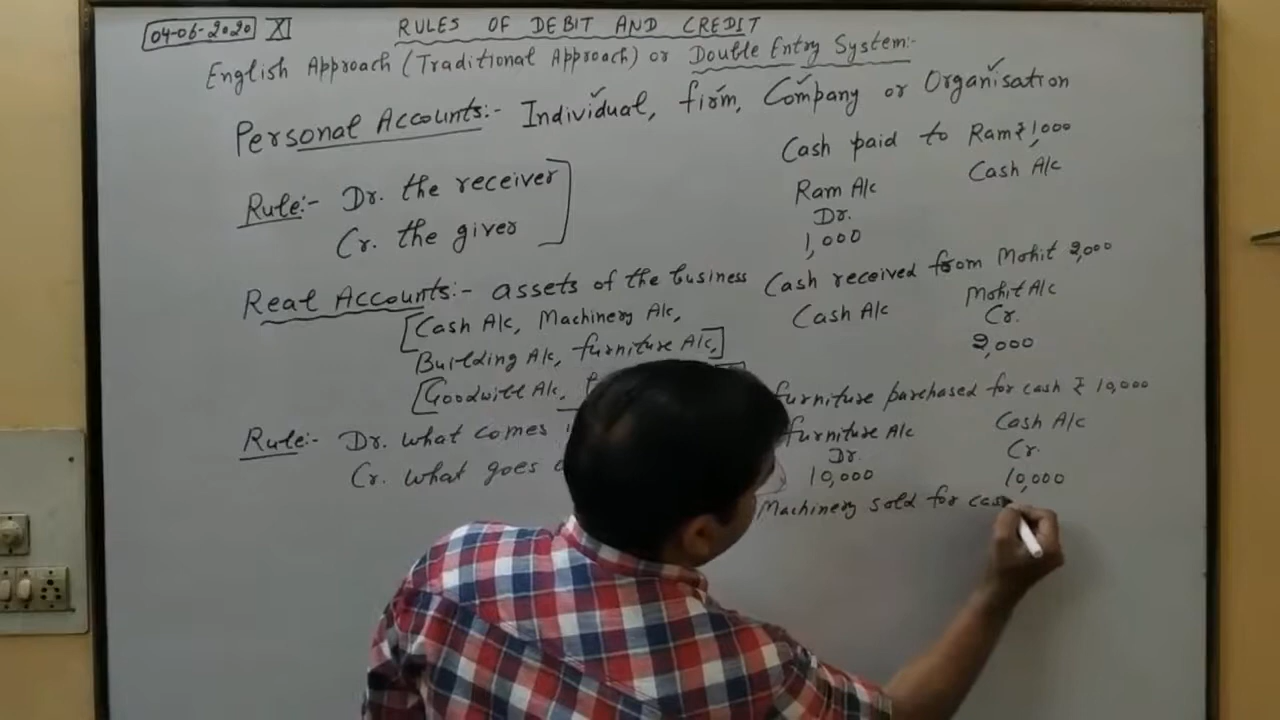 04-06-2020 XI
RULES OF DEBIT AND CREDIT
English Approach (Traditional Approach) or Double Entry System:-
Personal Accounts:- Individual, firm, Company or Organisation
Rule:- Dr. the receiver
Cr. the giver
Real Accounts:- assets of the business
[Cash A/c, Machinery A/c,
Building A/c, furniture A/c,]
[Goodwill A/c,
Rule:- Dr. what comes
Cr. what goes
Cash paid to Ram ₹1,000
Ram A/c Cash A/c
Dr.
1,000
Cash received from Mohit 2,000
Cash A/c Mohit A/c
Cr.
2,000
furniture purchased for cash ₹ 10,000
furniture A/c Cash A/c
Dr. Cr.
10,000 10,000
Machinery sold for cas